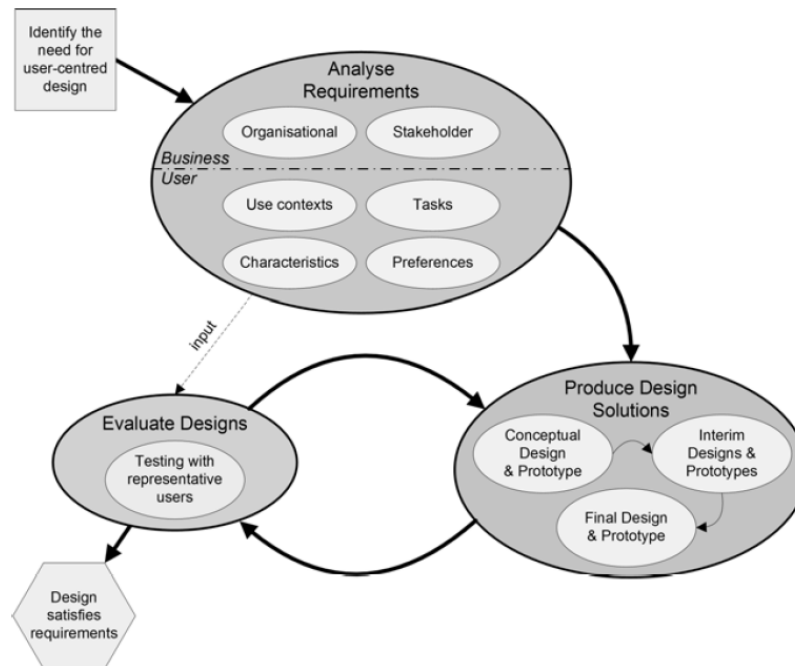 Identify the
need for
user-centred
design
Analyse
Requirements
Organisational
Stakeholder
Business
User
Use contexts
Tasks
Characteristics
Preferences
input
Evaluate Designs
Testing with
representative
users
Produce Design
Solutions
Conceptual
Design
& Prototype
Interim
Designs &
Prototypes
Final Design
& Prototype
Design
satisfies
requirements